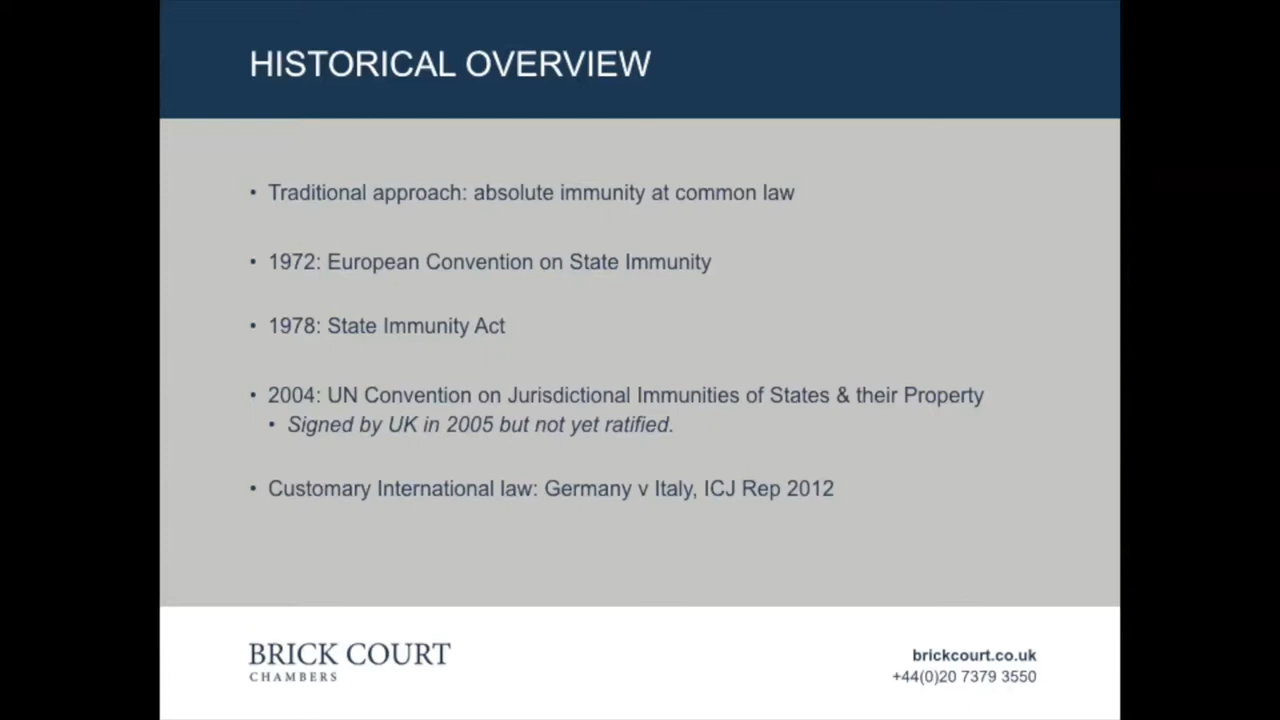 HISTORICAL OVERVIEW
• Traditional approach: absolute immunity at common law
• 1972: European Convention on State Immunity
• 1978: State Immunity Act
• 2004: UN Convention on Jurisdictional Immunities of States & their Property
• Signed by UK in 2005 but not yet ratified.
• Customary International law: Germany v Italy, ICJ Rep 2012
BRICK COURT
CHAMBERS
brickcourt.co.uk
+44(0)20 7379 3550